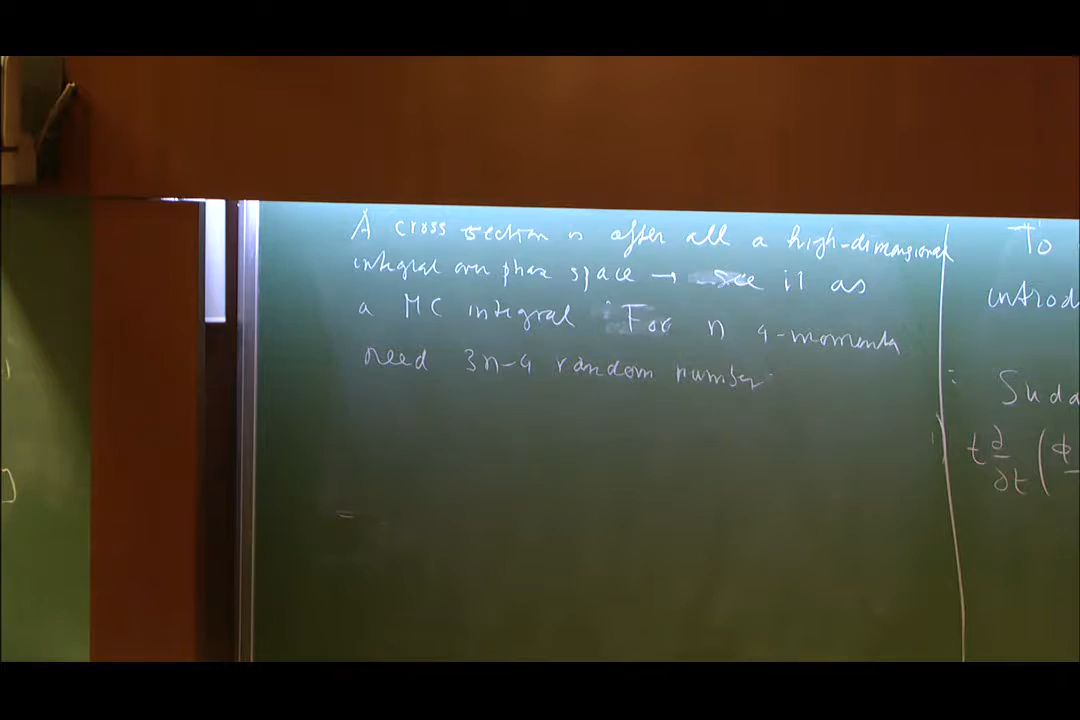 A cross section is after all a high-dimensional
integral over phase space → see it as
a MC integral. For n 4-momenta
need 3n-4 random number
=
To
introd
Suda
t ∂/∂t (ϕ